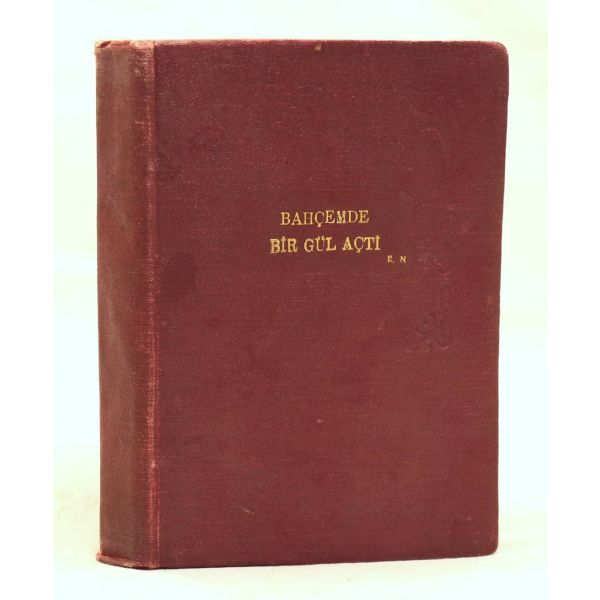 BAHÇEMDE
BİR GÜL AÇTİ
E. N